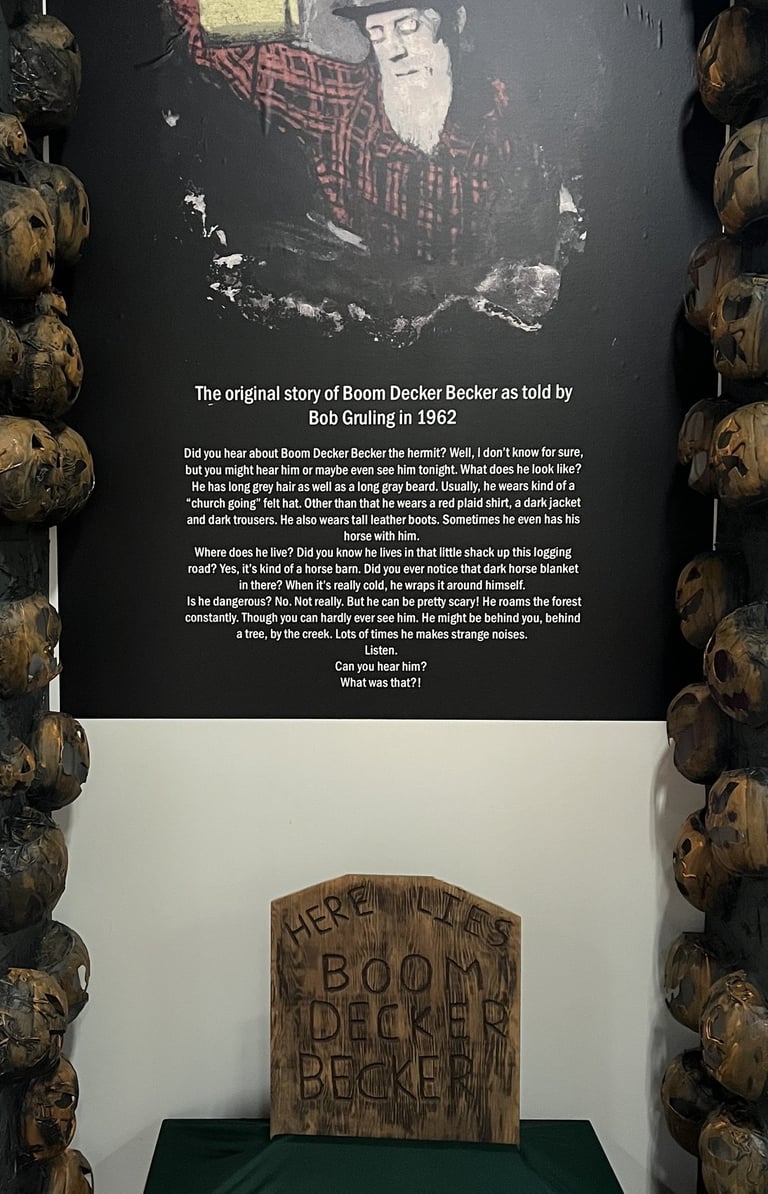 The original story of Boom Decker Becker as told by
Bob Gruling in 1962
Did you hear about Boom Decker Becker the hermit? Well, I don't know for sure,
but you might hear him or maybe even see him tonight. What does he look like?
He has long grey hair as well as a long gray beard. Usually, he wears kind of a
“church going” felt hat. Other than that he wears a red plaid shirt, a dark jacket
and dark trousers. He also wears tall leather boots. Sometimes he even has his
horse with him.
Where does he live? Did you know he lives in that little shack up this logging
road? Yes, it's kind of a horse barn. Did you ever notice that dark horse blanket
in there? When it's really cold, he wraps it around himself.
Is he dangerous? No. Not really. But he can be pretty scary! He roams the forest
constantly. Though you can hardly ever see him. He might be behind you, behind
a tree, by the creek. Lots of times he makes strange noises.
Listen.
Can you hear him?
What was that?!
HERE LIES
BOOM
DECKER
BECKER